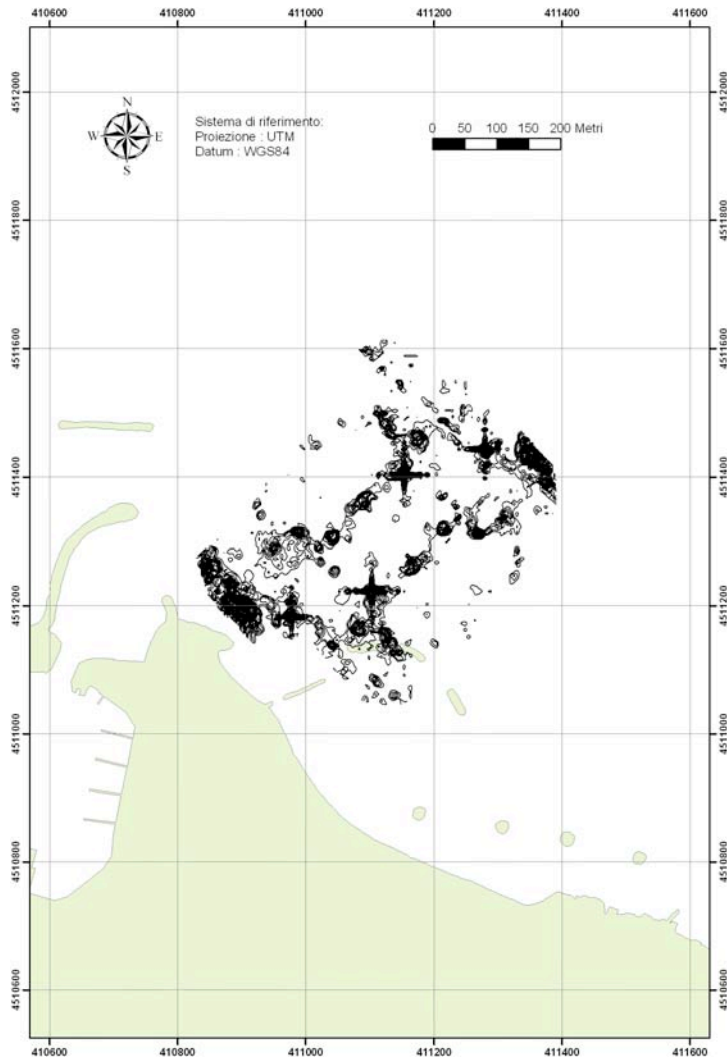 410600 410800 411000 411200 411400 411600
4512000 4512000
N
W E
S
Sistema di riferimento:
Proiezione : UTM
Datum : WGS84
0 50 100 150 200 Metri
4511800 4511800
4511600 4511600
4511400 4511400
4511200 4511200
4511000 4511000
4510800 4510800
4510600 4510600
410600 410800 411000 411200 411400 411600